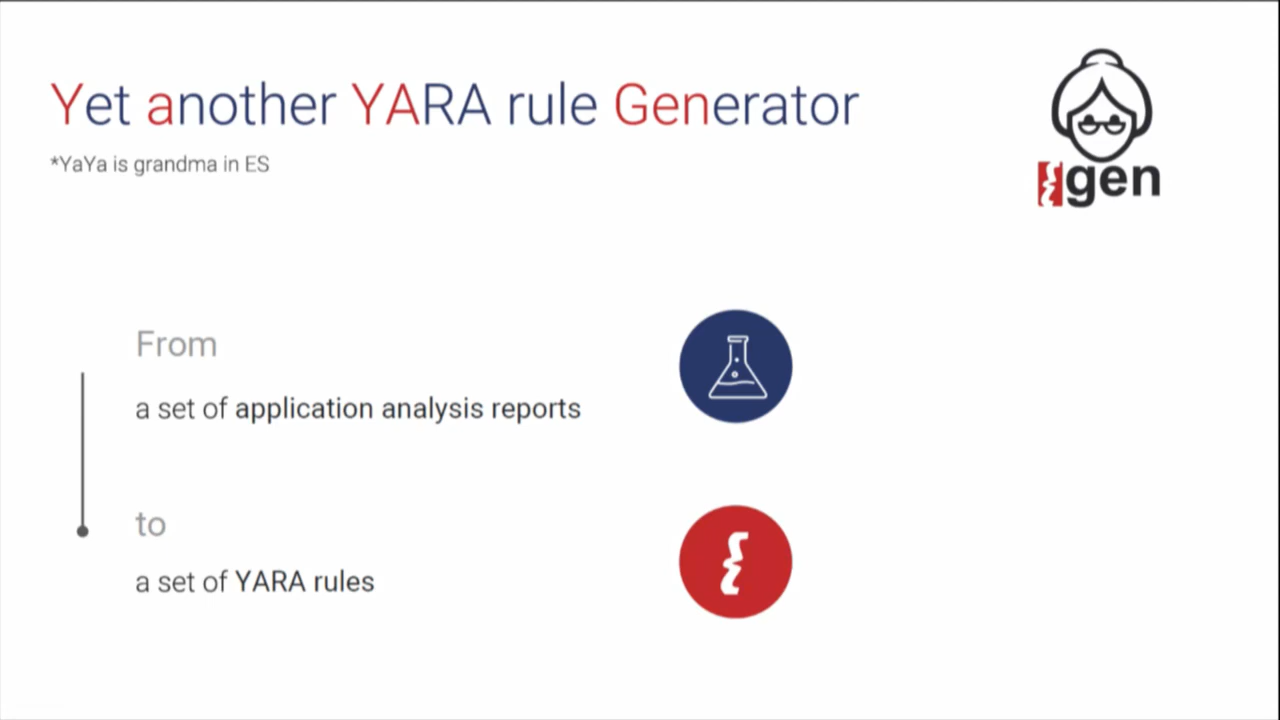 Yet another YARA rule Generator
*YaYa is grandma in ES
gen
From
a set of application analysis reports
to
a set of YARA rules